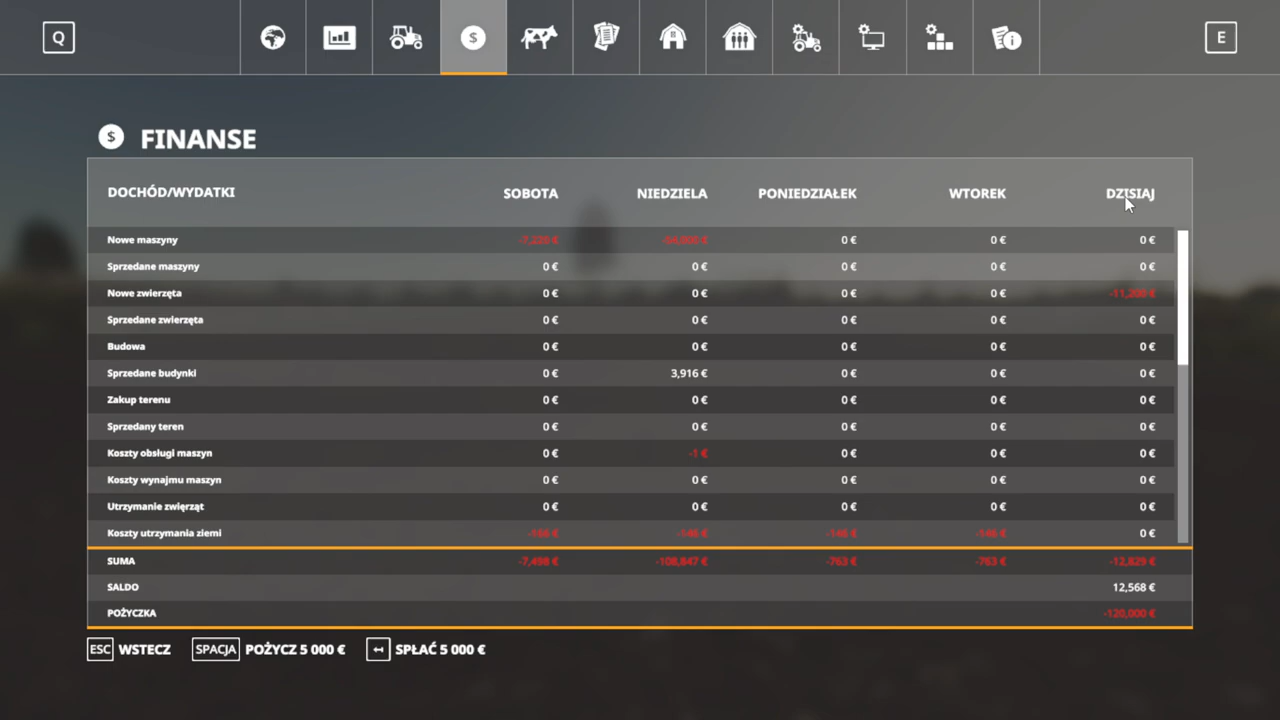 Q
$
E
$ FINANSE
DOCHÓD/WYDATKI SOBOTA NIEDZIELA PONIEDZIAŁEK WTOREK DZISIAJ
Nowe maszyny -7,220 € 0 € 0 € 0 €
Sprzedane maszyny 0 € 0 € 0 € 0 € 0 €
Nowe zwierzęta 0 € 0 € 0 € 0 € -11,200 €
Sprzedane zwierzęta 0 € 0 € 0 € 0 € 0 €
Budowa 0 € 0 € 0 € 0 € 0 €
Sprzedane budynki 0 € 3,916 € 0 € 0 € 0 €
Zakup terenu 0 € 0 € 0 € 0 € 0 €
Sprzedany teren 0 € 0 € 0 € 0 € 0 €
Koszty obsługi maszyn 0 € -1 € 0 € 0 € 0 €
Koszty wynajmu maszyn 0 € 0 € 0 € 0 € 0 €
Utrzymanie zwięrząt 0 € 0 € 0 € 0 € 0 €
Koszty utrzymania ziemi -146 € -146 € -146 € 0 €
SUMA -7,498 € -108,847 € -763 € -763 € -12,829 €
SALDO 12,568 €
POŻYCZKA -120,000 €
ESC WSTECZ SPACJA POŻYCZ 5 000 € ↤ SPŁAĆ 5 000 €